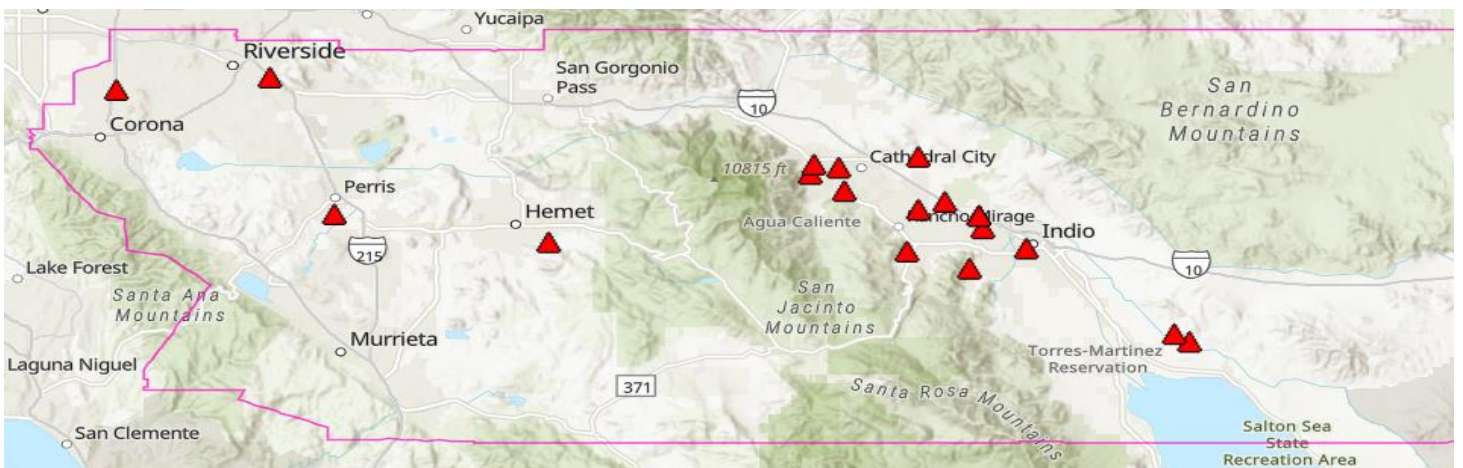 Yucaipa
Riverside
San Gorgonio
Pass
10
San
Bernardino
Mountains
Corona
10815 ft
Cathedral City
Perris
Hemet
Agua Caliente
Mirage
Indio
215
10
Lake Forest
Santa Ana
Mountains
San
Jacinto
Mountains
Murrieta
Torres-Martinez
Reservation
Laguna Niguel
371
Santa Rosa Mountains
San Clemente
Salton Sea
State
Recreation Area